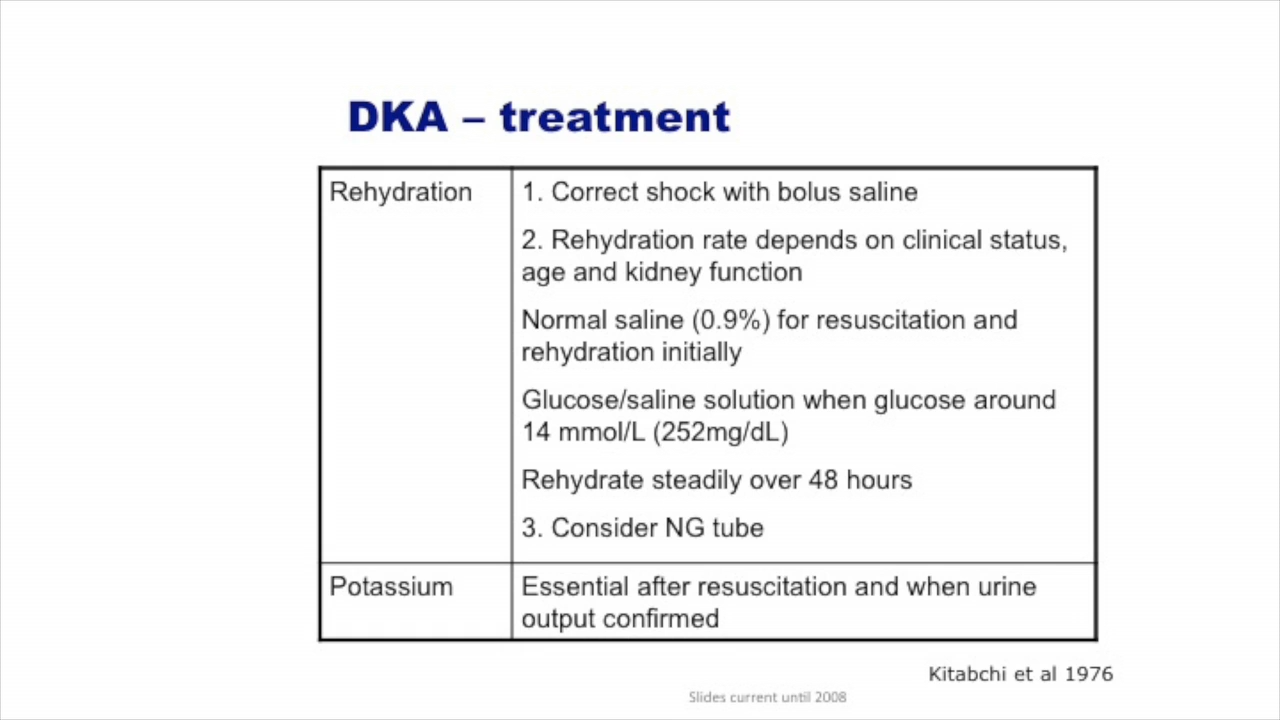 DKA – treatment
Rehydration
1. Correct shock with bolus saline
2. Rehydration rate depends on clinical status,
age and kidney function
Normal saline (0.9%) for resuscitation and
rehydration initially
Glucose/saline solution when glucose around
14 mmol/L (252mg/dL)
Rehydrate steadily over 48 hours
3. Consider NG tube
Potassium
Essential after resuscitation and when urine
output confirmed
Kitabchi et al 1976
Slides current until 2008